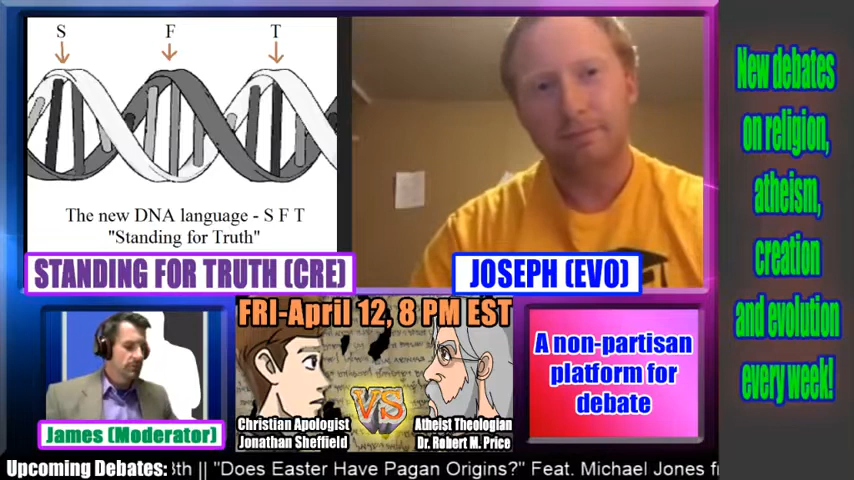 S F T
The new DNA language - S F T
"Standing for Truth"
STANDING FOR TRUTH (CRE)
JOSEPH (EVO)
New debates
on religion,
atheism,
creation
and evolution
every week!
FRI-April 12, 8 PM EST
VS
Christian Apologist
Jonathan Sheffield
Atheist Theologian
Dr. Robert M. Price
A non-partisan
platform for
debate
James (Moderator)
Upcoming Debates:
8th || "Does Easter Have Pagan Origins?" Feat. Michael Jones